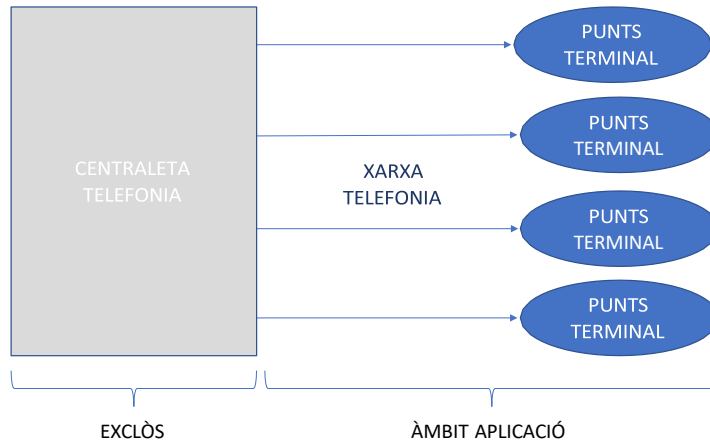 PUNTS
TERMINAL
PUNTS
TERMINAL
CENTRALETA
TELEFONIA
XARXA
TELEFONIA
PUNTS
TERMINAL
PUNTS
TERMINAL
EXCLÒS
ÀMBIT APLICACIÓ